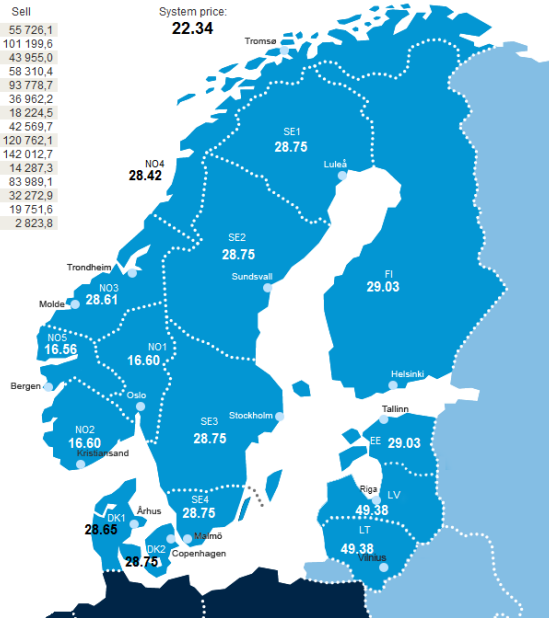 Sell
55 726,1
101 199,6
43 955,0
58 310,4
93 778,7
36 962,2
18 224,5
42 569,7
120 762,1
142 012,7
14 287,3
83 989,1
32 272,9
19 751,6
2 823,8
System price:
22.34
Tromsø
SE1
28.75
NO4
28.42
Luleå
SE2
28.75
Trondheim
Sundsvall
FI
29.03
NO3
28.61
Molde
NO5
16.56
NO1
16.60
Bergen
Helsinki
Oslo
Stockholm
Tallinn
SE3
28.75
NO2
16.60
Kristiansand
EE 29.03
Riga
LV
49.38
SE4
28.75
Århus
DK1
28.65
LT
49.38
Malmö
DK2
28.75
Copenhagen
Vilnius